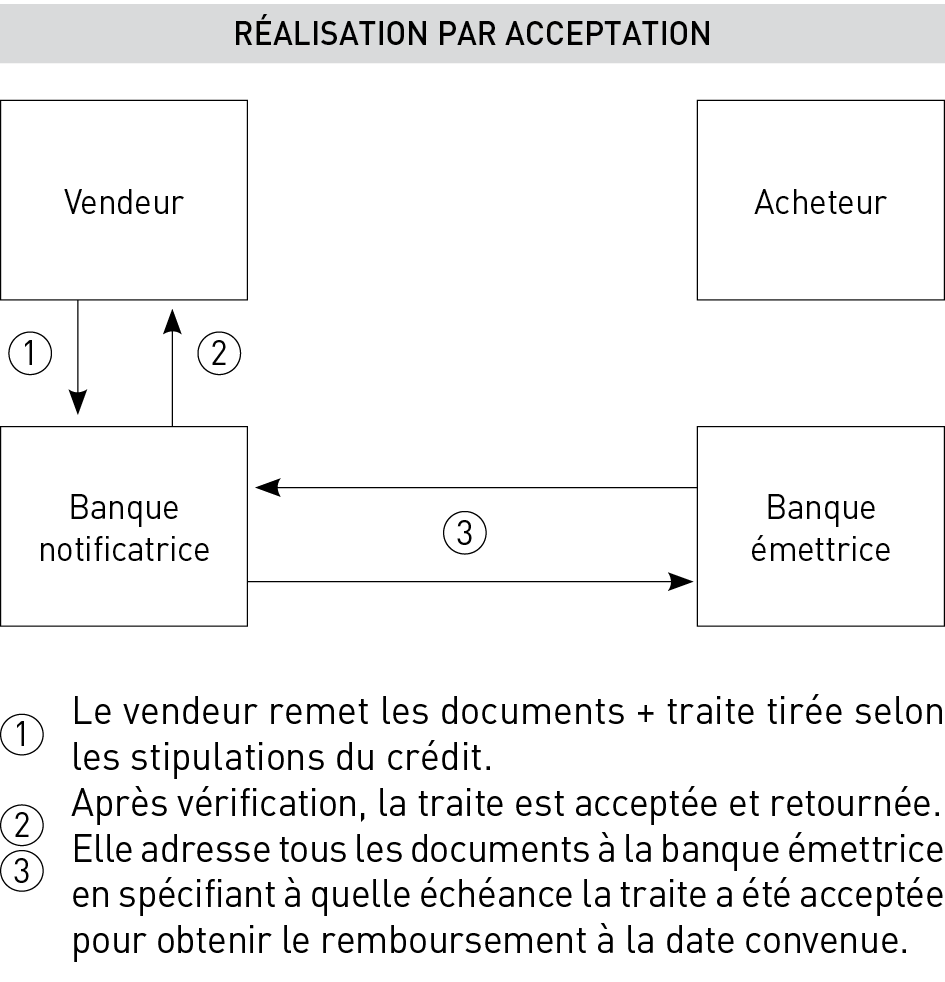 RÉALISATION PAR ACCEPTATION
Vendeur
Acheteur
1
2
Banque
notificatrice
3
Banque
émettrice
1 Le vendeur remet les documents + traite tirée selon
les stipulations du crédit.
2 Après vérification, la traite est acceptée et retournée.
3 Elle adresse tous les documents à la banque émettrice
en spécifiant à quelle échéance la traite a été acceptée
pour obtenir le remboursement à la date convenue.